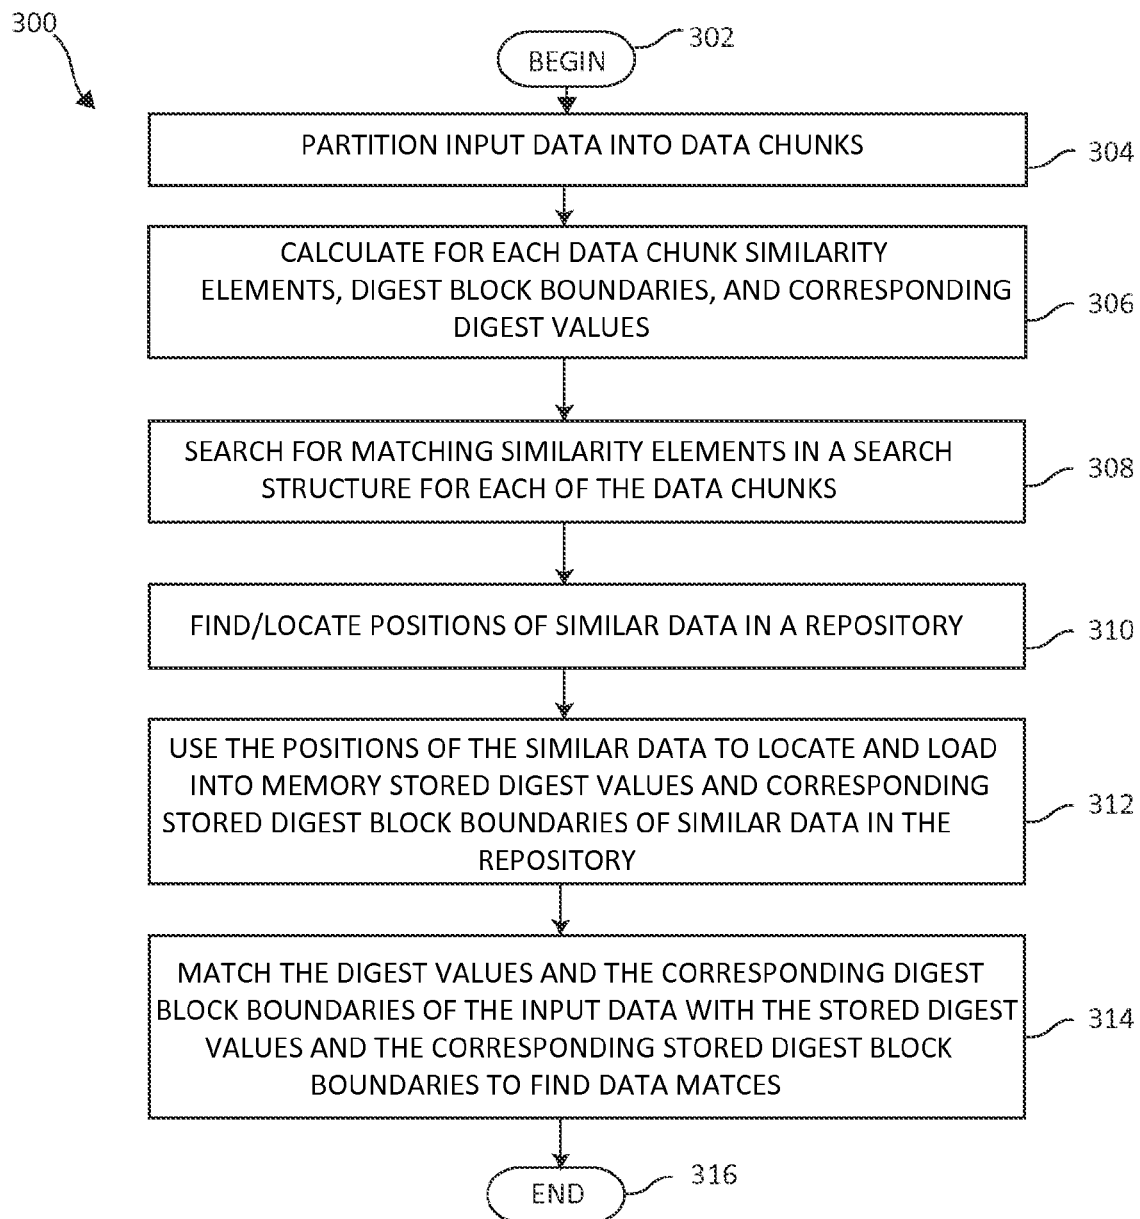 300
302
BEGIN
PARTITION INPUT DATA INTO DATA CHUNKS
304
CALCULATE FOR EACH DATA CHUNK SIMILARITY
ELEMENTS, DIGEST BLOCK BOUNDARIES, AND CORRESPONDING
DIGEST VALUES
306
SEARCH FOR MATCHING SIMILARITY ELEMENTS IN A SEARCH
STRUCTURE FOR EACH OF THE DATA CHUNKS
308
FIND/LOCATE POSITIONS OF SIMILAR DATA IN A REPOSITORY
310
USE THE POSITIONS OF THE SIMILAR DATA TO LOCATE AND LOAD
INTO MEMORY STORED DIGEST VALUES AND CORRESPONDING
STORED DIGEST BLOCK BOUNDARIES OF SIMILAR DATA IN THE
REPOSITORY
312
MATCH THE DIGEST VALUES AND THE CORRESPONDING DIGEST
BLOCK BOUNDARIES OF THE INPUT DATA WITH THE STORED DIGEST
VALUES AND THE CORRESPONDING STORED DIGEST BLOCK
BOUNDARIES TO FIND DATA MATCES
314
END
316